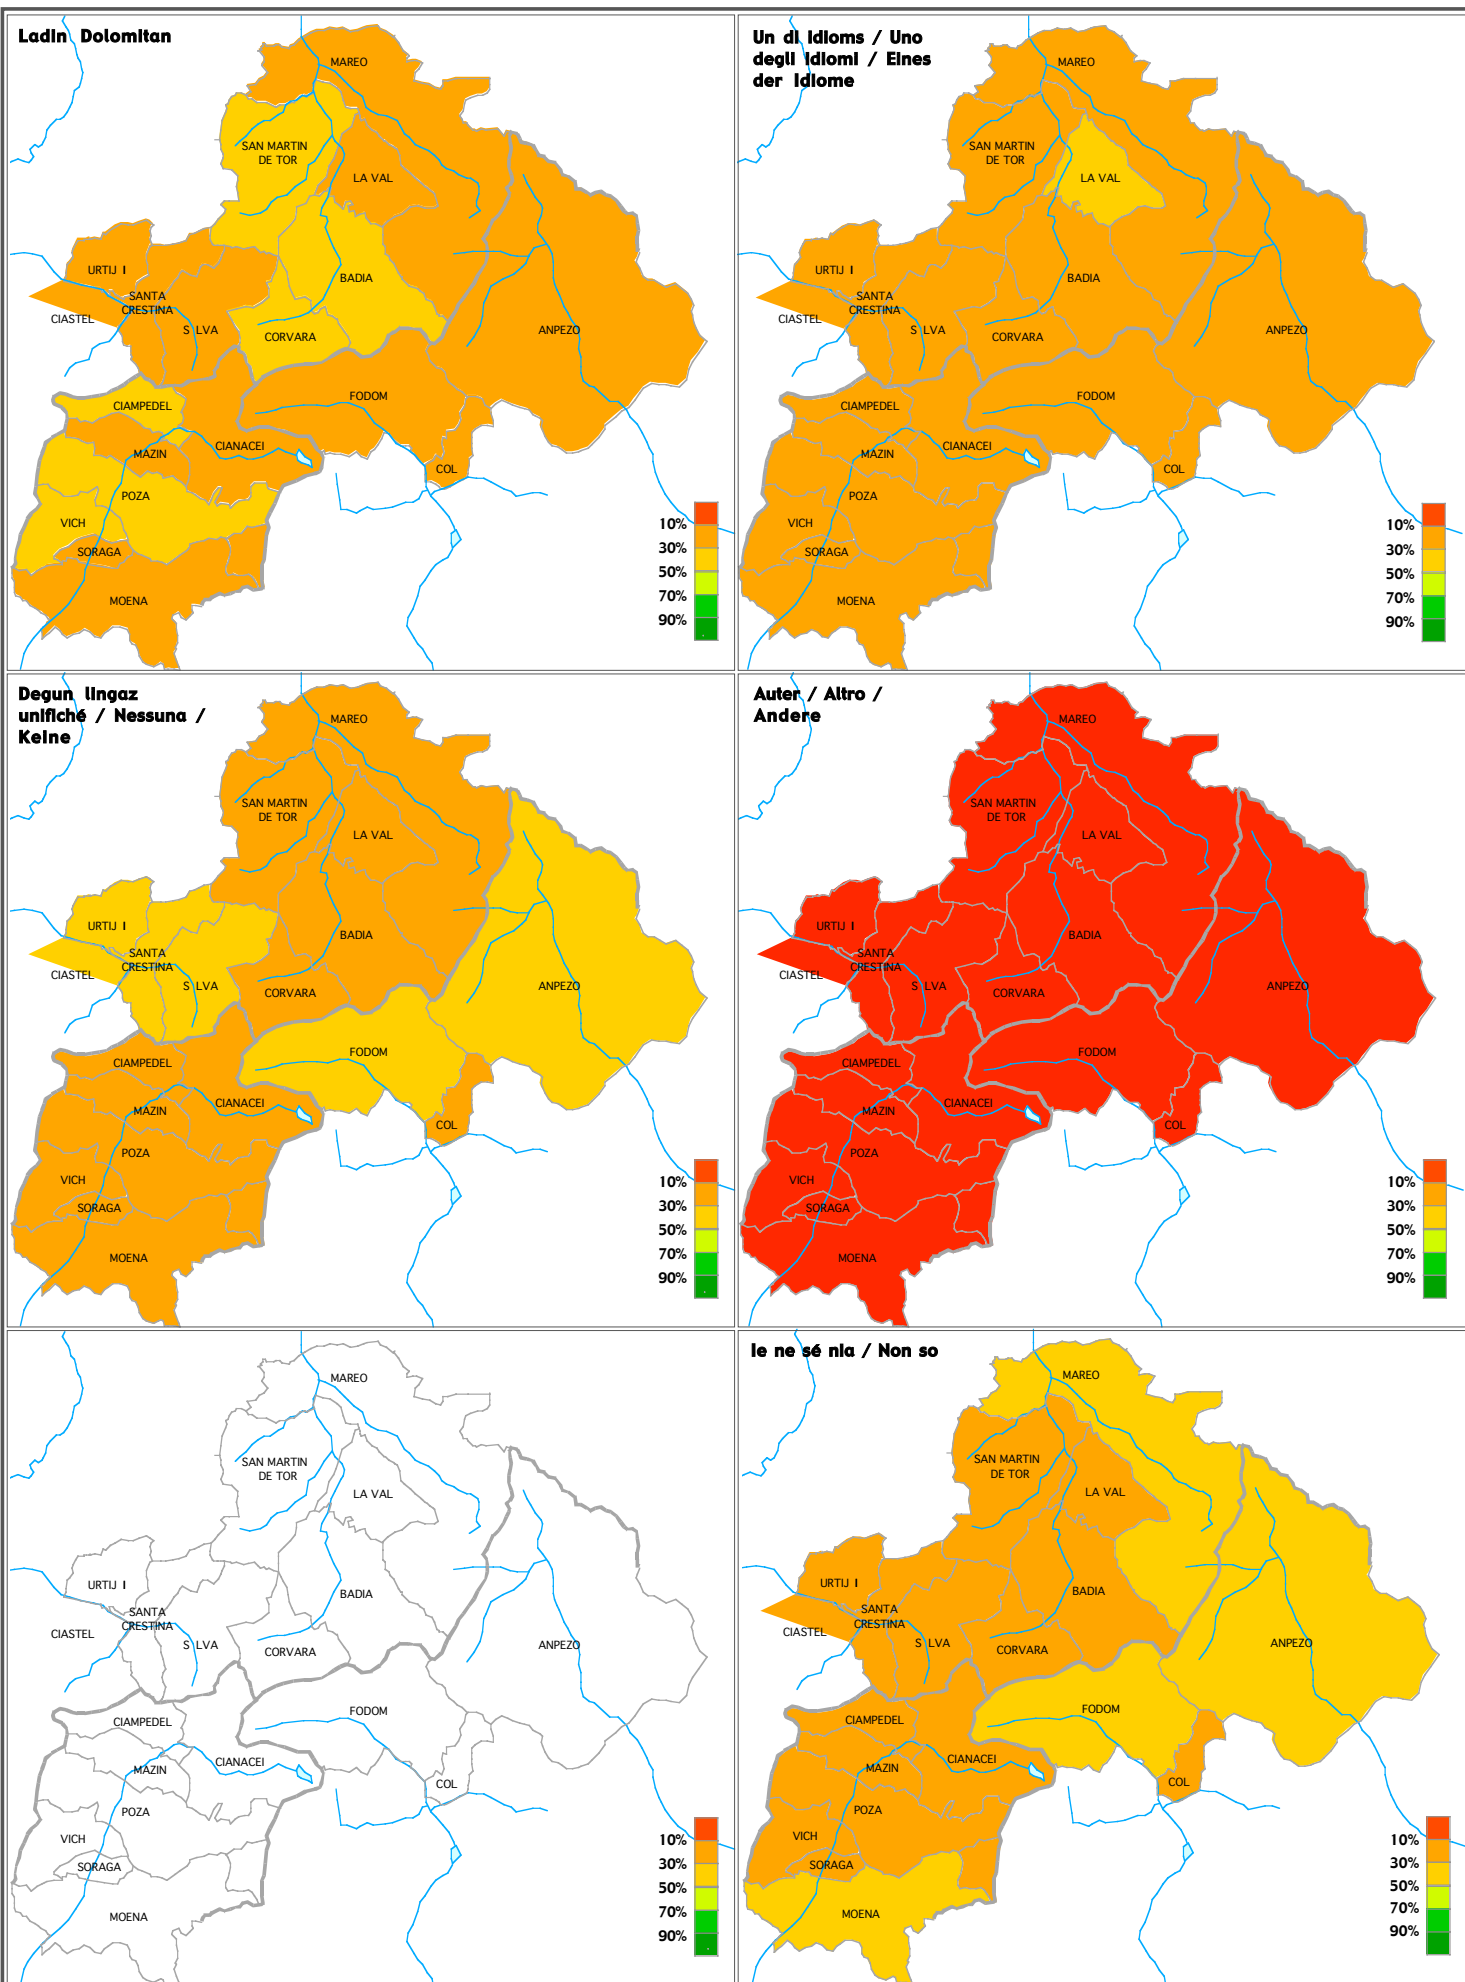 Ladin Dolomitan
MAREO
SAN MARTIN
DE TOR
LA VAL
URTIJ I
SANTA
CRESTINA
CIASTEL
S LVA
BADIA
CORVARA
ANPEZO
FODOM
CIAMPEDEL
CIANACEI
MAZIN
COL
POZA
VICH
SORAGA
MOENA
10%
30%
50%
70%
90%
Un di idioms / Uno
degli idiomi / Eines
der idiome
MAREO
SAN MARTIN
DE TOR
LA VAL
URTIJ I
SANTA
CRESTINA
CIASTEL
S LVA
BADIA
CORVARA
ANPEZO
FODOM
CIAMPEDEL
CIANACEI
MAZIN
COL
POZA
VICH
SORAGA
MOENA
10%
30%
50%
70%
90%
Degun lingaz
unifiché / Nessuna /
Keine
MAREO
SAN MARTIN
DE TOR
LA VAL
URTIJ I
SANTA
CRESTINA
CIASTEL
S LVA
BADIA
CORVARA
ANPEZO
FODOM
CIAMPEDEL
CIANACEI
MAZIN
COL
POZA
VICH
SORAGA
MOENA
10%
30%
50%
70%
90%
Auter / Altro /
Andere
MAREO
SAN MARTIN
DE TOR
LA VAL
URTIJ I
SANTA
CRESTINA
CIASTEL
S LVA
BADIA
CORVARA
ANPEZO
FODOM
CIAMPEDEL
CIANACEI
MAZIN
COL
POZA
VICH
SORAGA
MOENA
10%
30%
50%
70%
90%
MAREO
SAN MARTIN
DE TOR
LA VAL
URTIJ I
SANTA
CRESTINA
CIASTEL
S LVA
BADIA
CORVARA
ANPEZO
FODOM
CIAMPEDEL
CIANACEI
MAZIN
COL
POZA
VICH
SORAGA
MOENA
10%
30%
50%
70%
90%
Ie ne sé nia / Non so
MAREO
SAN MARTIN
DE TOR
LA VAL
URTIJ I
SANTA
CRESTINA
CIASTEL
S LVA
BADIA
CORVARA
ANPEZO
FODOM
CIAMPEDEL
CIANACEI
MAZIN
COL
POZA
VICH
SORAGA
MOENA
10%
30%
50%
70%
90%